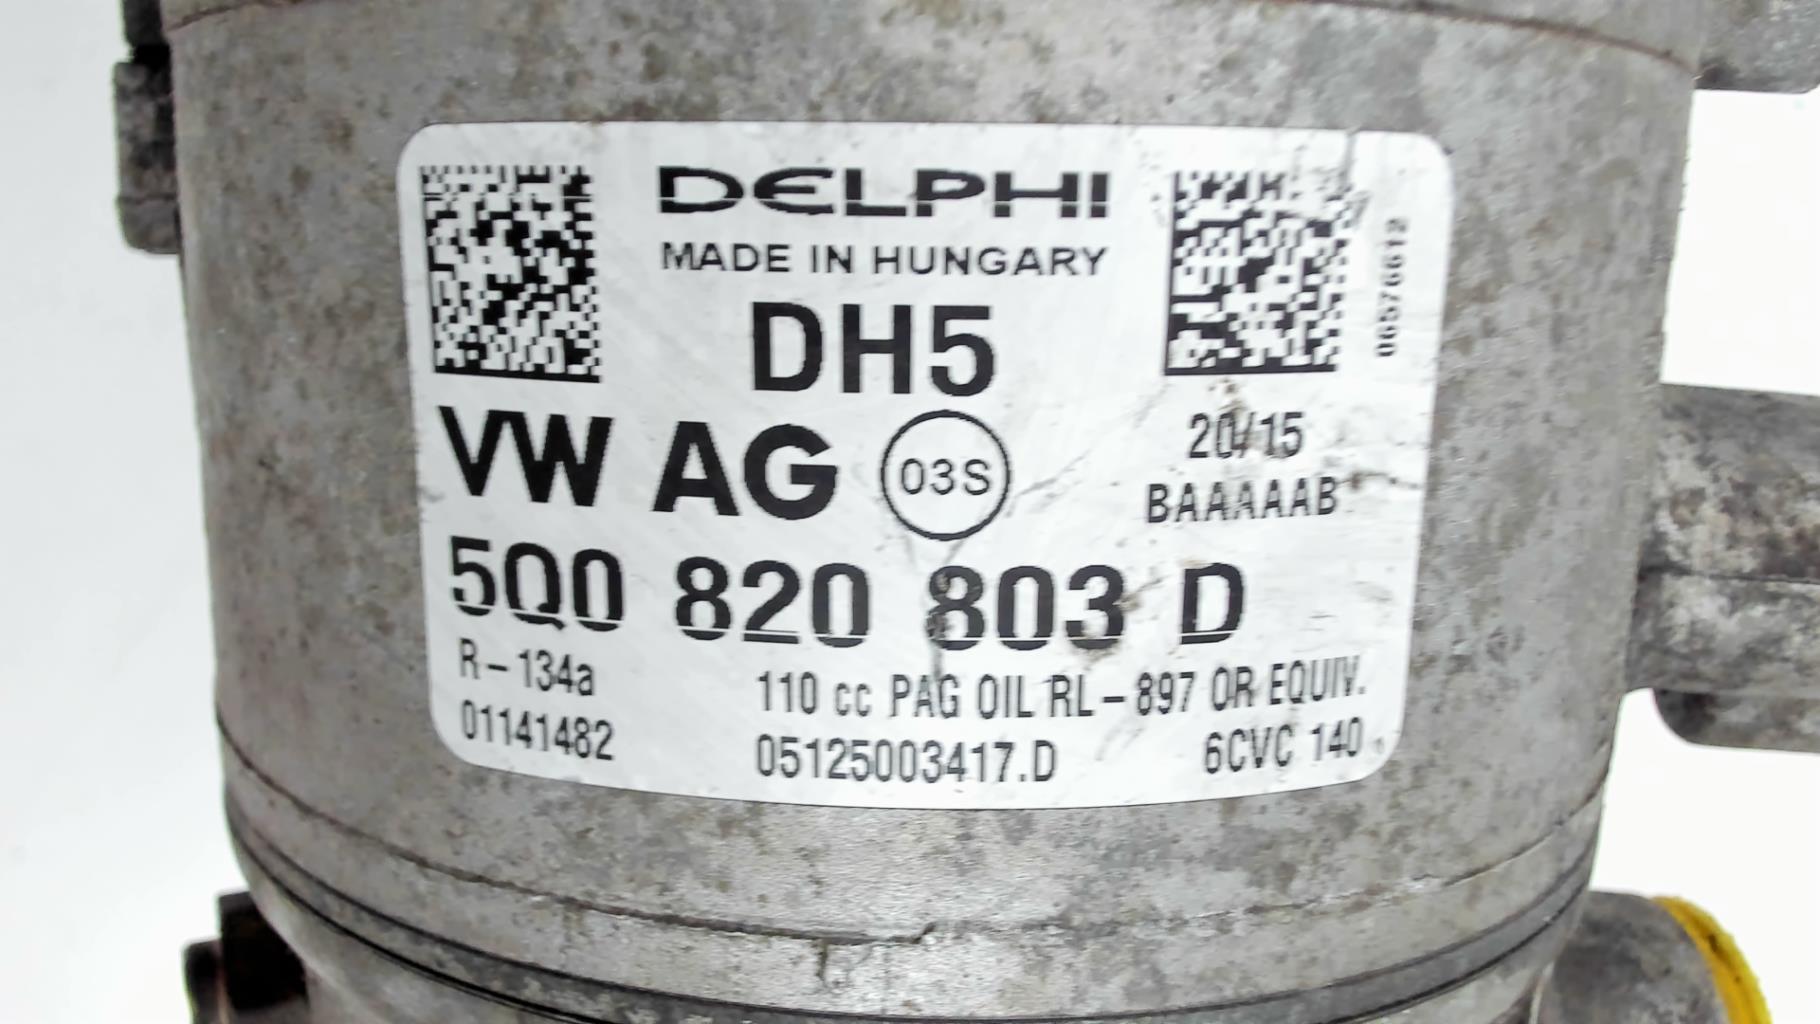 DELPHI
MADE IN HUNGARY
DH5
06576612
VW AG 03S
20/15
BAAAAAB
5Q0 820 803 D
R-134a
110 cc PAG OIL RL-897 OR EQUIV.
01141482
05125003417.D
6CVC 140